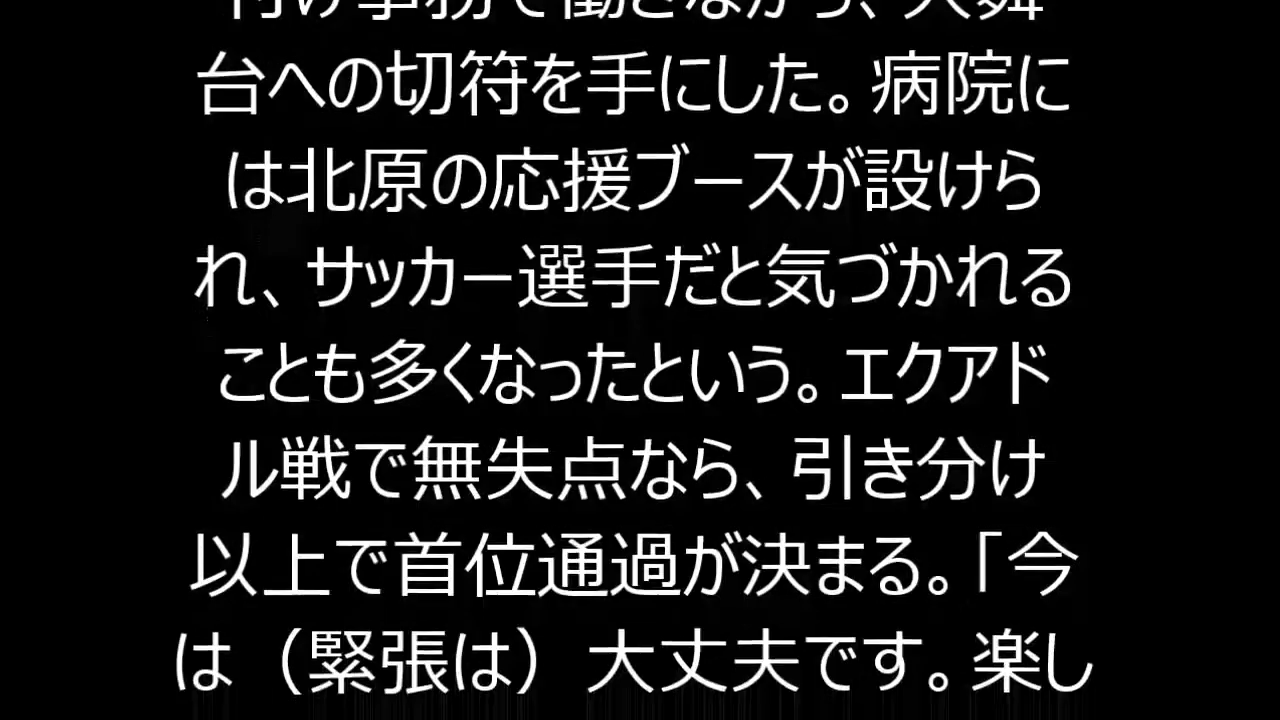 台への切符を手にした。病院に
は北原の応援ブースが設けら
れ、サッカー選手だと気づかれる
ことも多くなったという。エクアド
ル戦で無失点なら、引き分け
以上で首位通過が決まる。「今
は（緊張は）大丈夫です。楽し